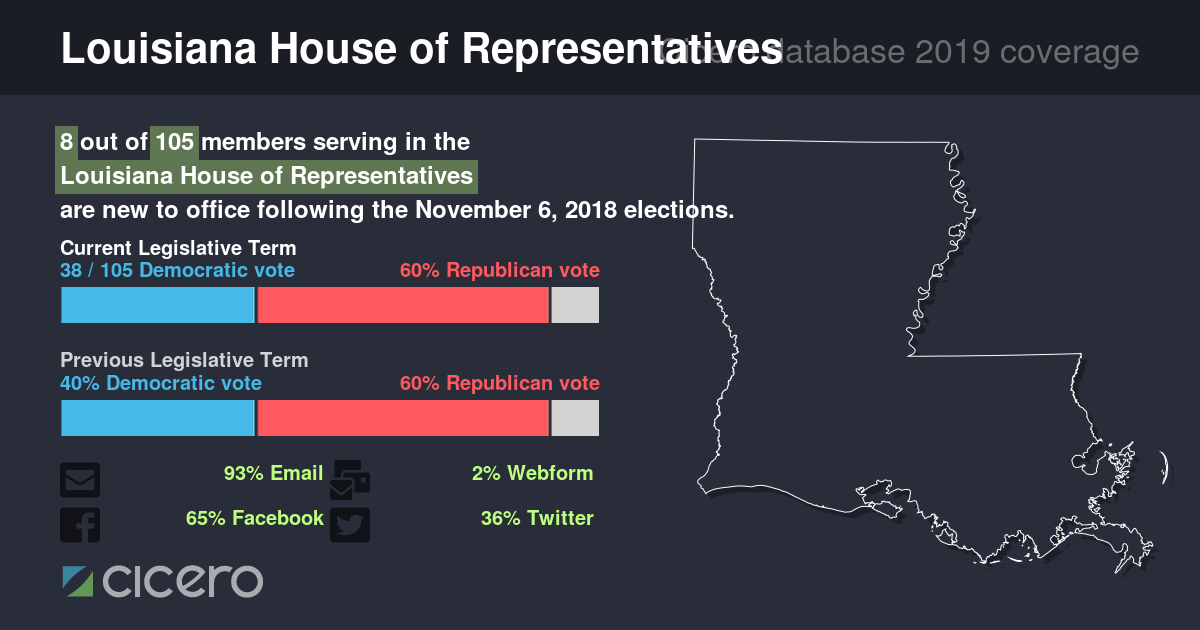 Louisiana House of Representatives
database 2019 coverage
8 out of 105 members serving in the
Louisiana House of Representatives
are new to office following the November 6, 2018 elections.
Current Legislative Term
38 / 105 Democratic vote 60% Republican vote
Previous Legislative Term
40% Democratic vote 60% Republican vote
93% Email 2% Webform
65% Facebook 36% Twitter
cicero